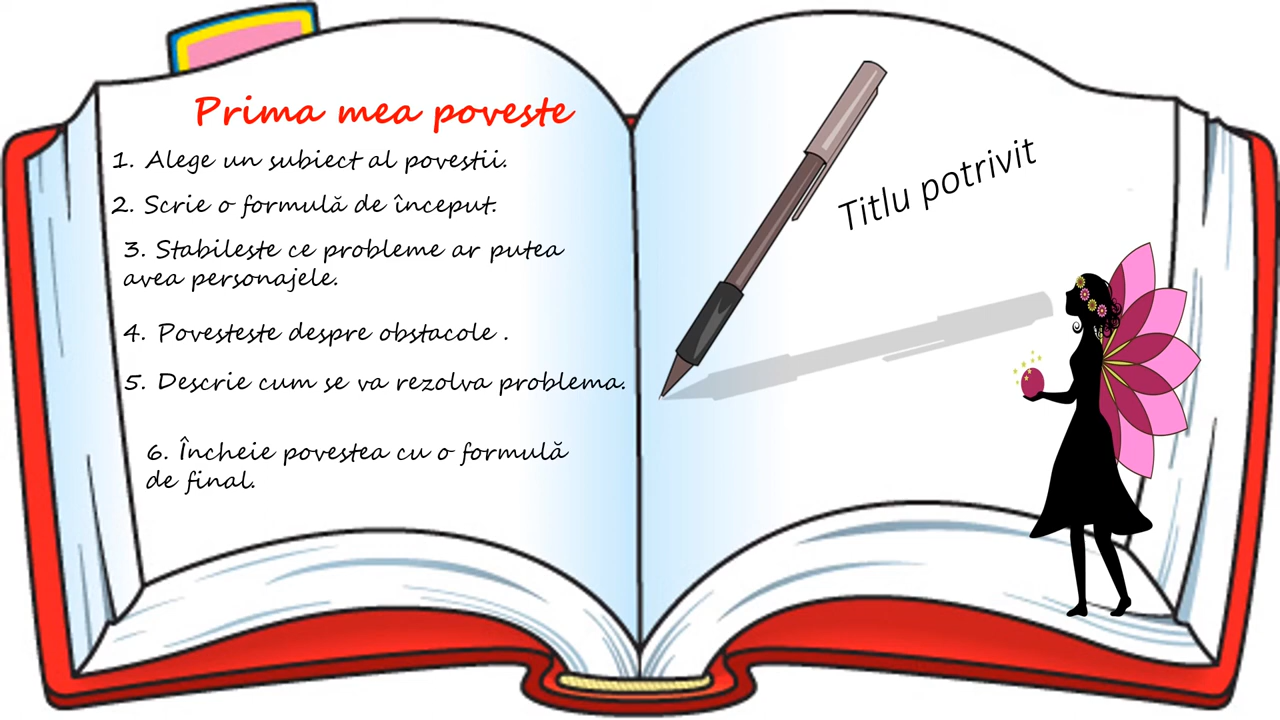 Prima mea poveste
1. Alege un subiect al povestii.
2. Scrie o formulă de început.
3. Stabileste ce probleme ar putea
avea personajele.
4. Povesteste despre obstacole .
5. Descrie cum se va rezolva problema.
6. Încheie povestea cu o formulă
de final.
Titlu potrivit